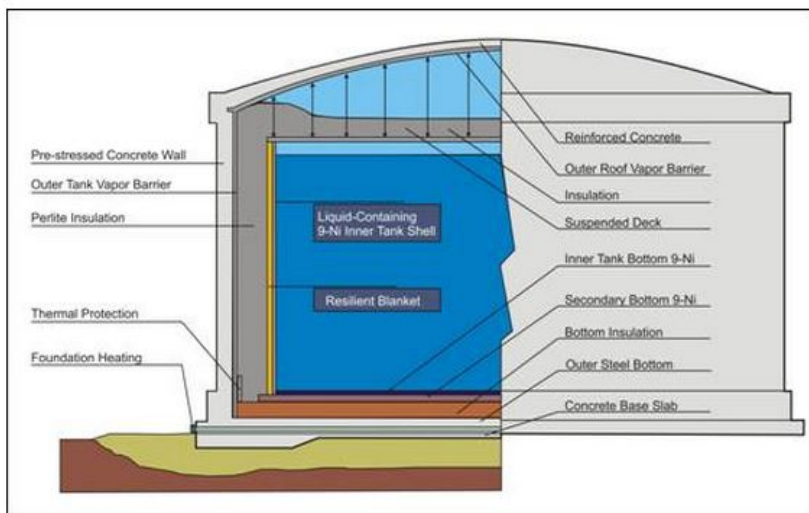 Pre-stressed Concrete Wall
Outer Tank Vapor Barrier
Perlite Insulation
Thermal Protection
Foundation Heating
Liquid-Containing
9-Ni Inner Tank Shell
Resilient Blanket
Reinforced Concrete
Outer Roof Vapor Barrier
Insulation
Suspended Deck
Inner Tank Bottom 9-Ni
Secondary Bottom 9-Ni
Bottom Insulation
Outer Steel Bottom
Concrete Base Slab